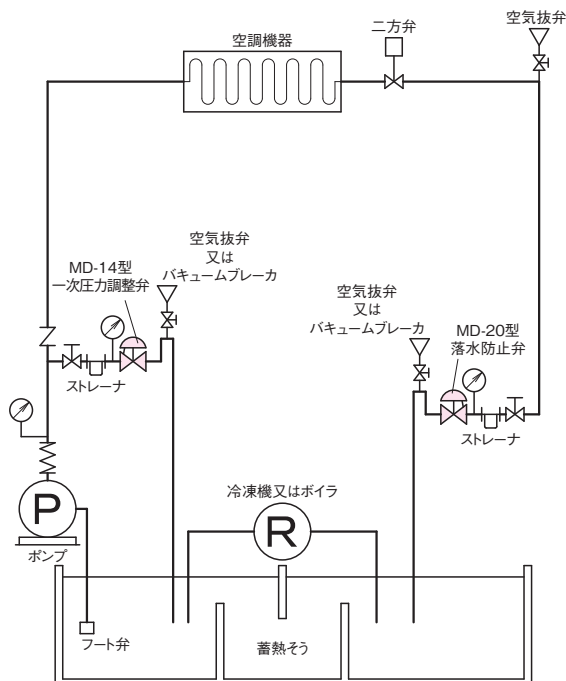 空気抜弁
二方弁
空調機器
空気抜弁
又は
バキュームブレーカ
MD-14型
一次圧力調整弁
空気抜弁
又は
バキュームブレーカ
MD-20型
落水防止弁
ストレーナ
ストレーナ
冷凍機又はボイラ
P
R
ポンプ
フート弁
蓄熱そう